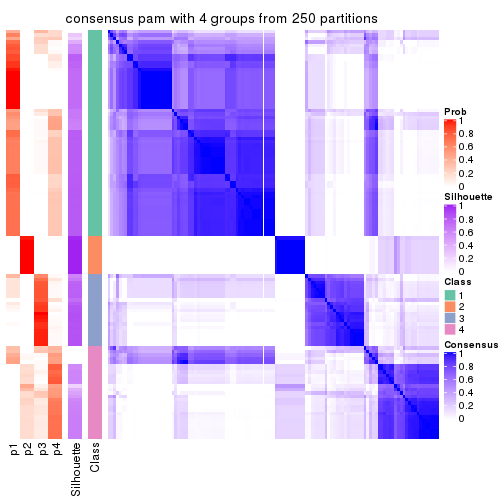 consensus pam with 4 groups from 250 partitions
Prob
1
0.8
0.6
0.4
0.2
0
Silhouette
1
0.8
0.6
0.4
0.2
0
Class
1
2
3
4
Consensus
1
0.8
0.6
0.4
0.2
0
p1
p2
p3
p4
Silhouette
Class